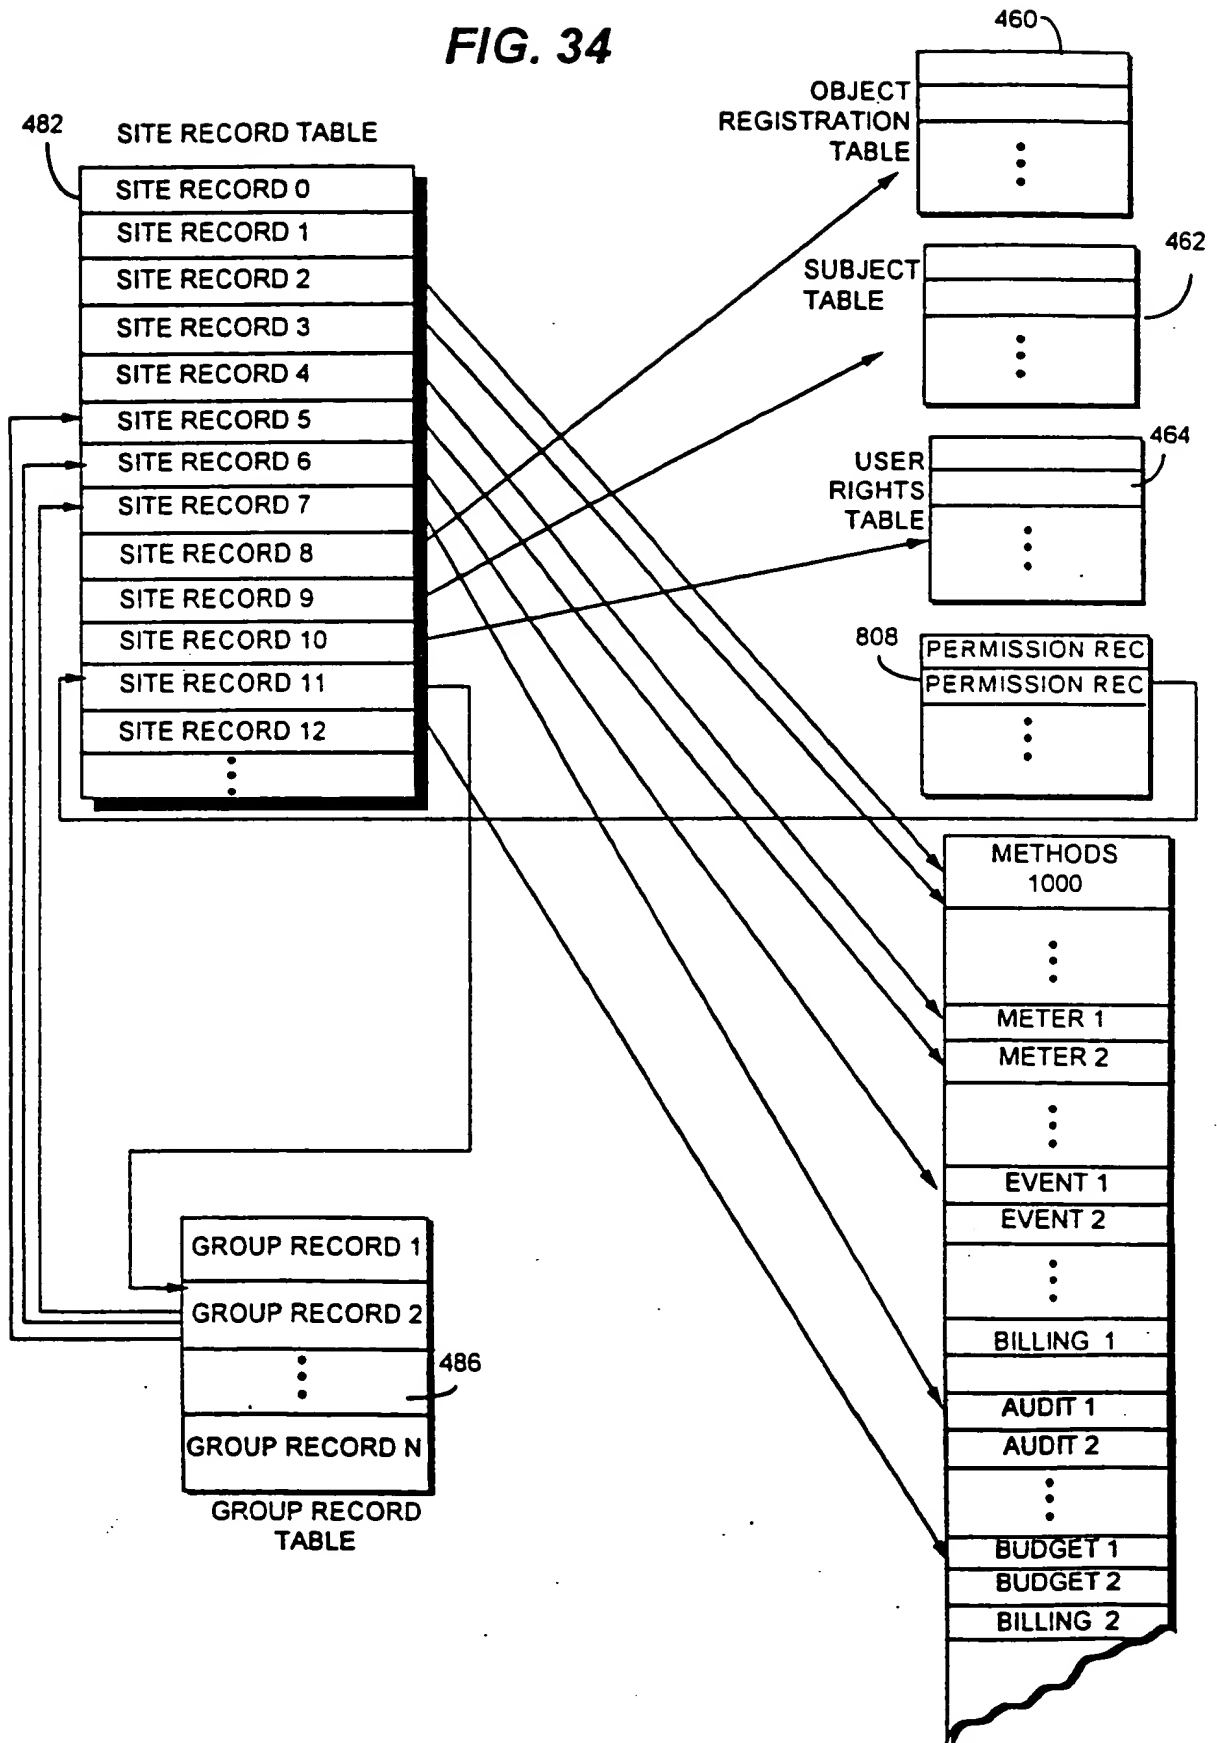 FIG. 34
460
OBJECT
REGISTRATION
TABLE
482
SITE RECORD TABLE
SITE RECORD 0
SITE RECORD 1
SITE RECORD 2
SITE RECORD 3
SITE RECORD 4
SITE RECORD 5
SITE RECORD 6
SITE RECORD 7
SITE RECORD 8
SITE RECORD 9
SITE RECORD 10
SITE RECORD 11
SITE RECORD 12
462
SUBJECT
TABLE
464
USER
RIGHTS
TABLE
808
PERMISSION REC
PERMISSION REC
METHODS
1000
METER 1
METER 2
EVENT 1
EVENT 2
BILLING 1
AUDIT 1
AUDIT 2
BUDGET 1
BUDGET 2
BILLING 2
GROUP RECORD 1
GROUP RECORD 2
486
GROUP RECORD N
GROUP RECORD
TABLE